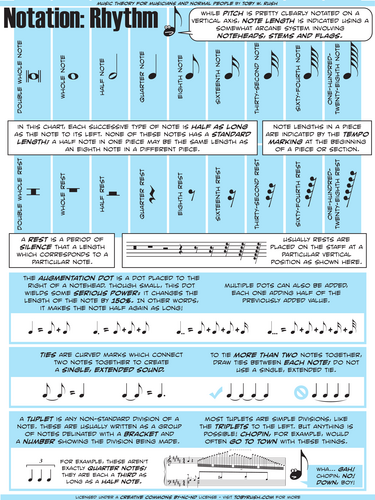 MUSIC THEORY FOR MUSICIANS AND NORMAL PEOPLE BY TOBY W. RUSH
Notation: Rhythm
WHILE PITCH IS PRETTY CLEARLY NOTATED ON A
VERTICAL AXIS, NOTE LENGTH IS INDICATED USING A
SOMEWHAT ARCANE SYSTEM INVOLVING
NOTEHEADS, STEMS AND FLAGS.
DOUBLE WHOLE NOTE
WHOLE NOTE
HALF NOTE
QUARTER NOTE
EIGHTH NOTE
SIXTEENTH NOTE
THIRTY-SECOND NOTE
SIXTY-FOURTH NOTE
ONE-HUNDRED-
TWENTY-EIGHTH NOTE
IN THIS CHART, EACH SUCCESSIVE TYPE OF NOTE IS HALF AS LONG
AS THE NOTE TO ITS LEFT. NONE OF THESE NOTES HAS A STANDARD
LENGTH; A HALF NOTE IN ONE PIECE MAY BE THE SAME LENGTH AS
AN EIGHTH NOTE IN A DIFFERENT PIECE.
NOTE LENGTHS IN A PIECE
ARE INDICATED BY THE TEMPO
MARKING AT THE BEGINNING
OF A PIECE OR SECTION.
DOUBLE WHOLE REST
WHOLE REST
HALF REST
QUARTER REST
EIGHTH REST
SIXTEENTH REST
THIRTY-SECOND REST
SIXTY-FOURTH REST
ONE-HUNDRED-
TWENTY-EIGHTH REST
A REST IS A PERIOD OF
SILENCE THAT A LENGTH
WHICH CORRESPONDS TO A
PARTICULAR NOTE.
USUALLY RESTS ARE
PLACED ON THE STAFF AT A
PARTICULAR VERTICAL
POSITION AS SHOWN HERE.
THE AUGMENTATION DOT IS A DOT PLACED TO THE
RIGHT OF A NOTEHEAD. THOUGH SMALL, THIS DOT
WIELDS SOME SERIOUS POWER: IT CHANGES THE
LENGTH OF THE NOTE BY 150%. IN OTHER WORDS,
IT MAKES THE NOTE HALF AGAIN AS LONG!
MULTIPLE DOTS CAN ALSO BE ADDED,
EACH ONE ADDING HALF OF THE
PREVIOUSLY ADDED VALUE.
TIES ARE CURVED MARKS WHICH CONNECT
TWO NOTES TOGETHER TO CREATE
A SINGLE, EXTENDED SOUND.
TO TIE MORE THAN TWO NOTES TOGETHER,
DRAW TIES BETWEEN EACH NOTE; DO NOT
USE A SINGLE, EXTENDED TIE.
A TUPLET IS ANY NON-STANDARD DIVISION OF A
NOTE. THESE ARE USUALLY WRITTEN AS A GROUP
OF NOTES DELINEATED WITH A BRACKET AND
A NUMBER SHOWING THE DIVISION BEING MADE.
MOST TUPLETS ARE SIMPLE DIVISIONS, LIKE
THE TRIPLETS TO THE LEFT. BUT ANYTHING IS
POSSIBLE! CHOPIN, FOR EXAMPLE, WOULD
OFTEN GO TO TOWN WITH THESE THINGS.
3
FOR EXAMPLE, THESE AREN'T
EXACTLY QUARTER NOTES;
THEY ARE EACH A THIRD AS
LONG AS A HALF NOTE.
WHA... GAH!
CHOPIN, NO!
DOWN, BOY!
LICENSED UNDER A CREATIVE COMMONS BY-NC-ND LICENSE - VISIT TOBYRUSH.COM FOR MORE